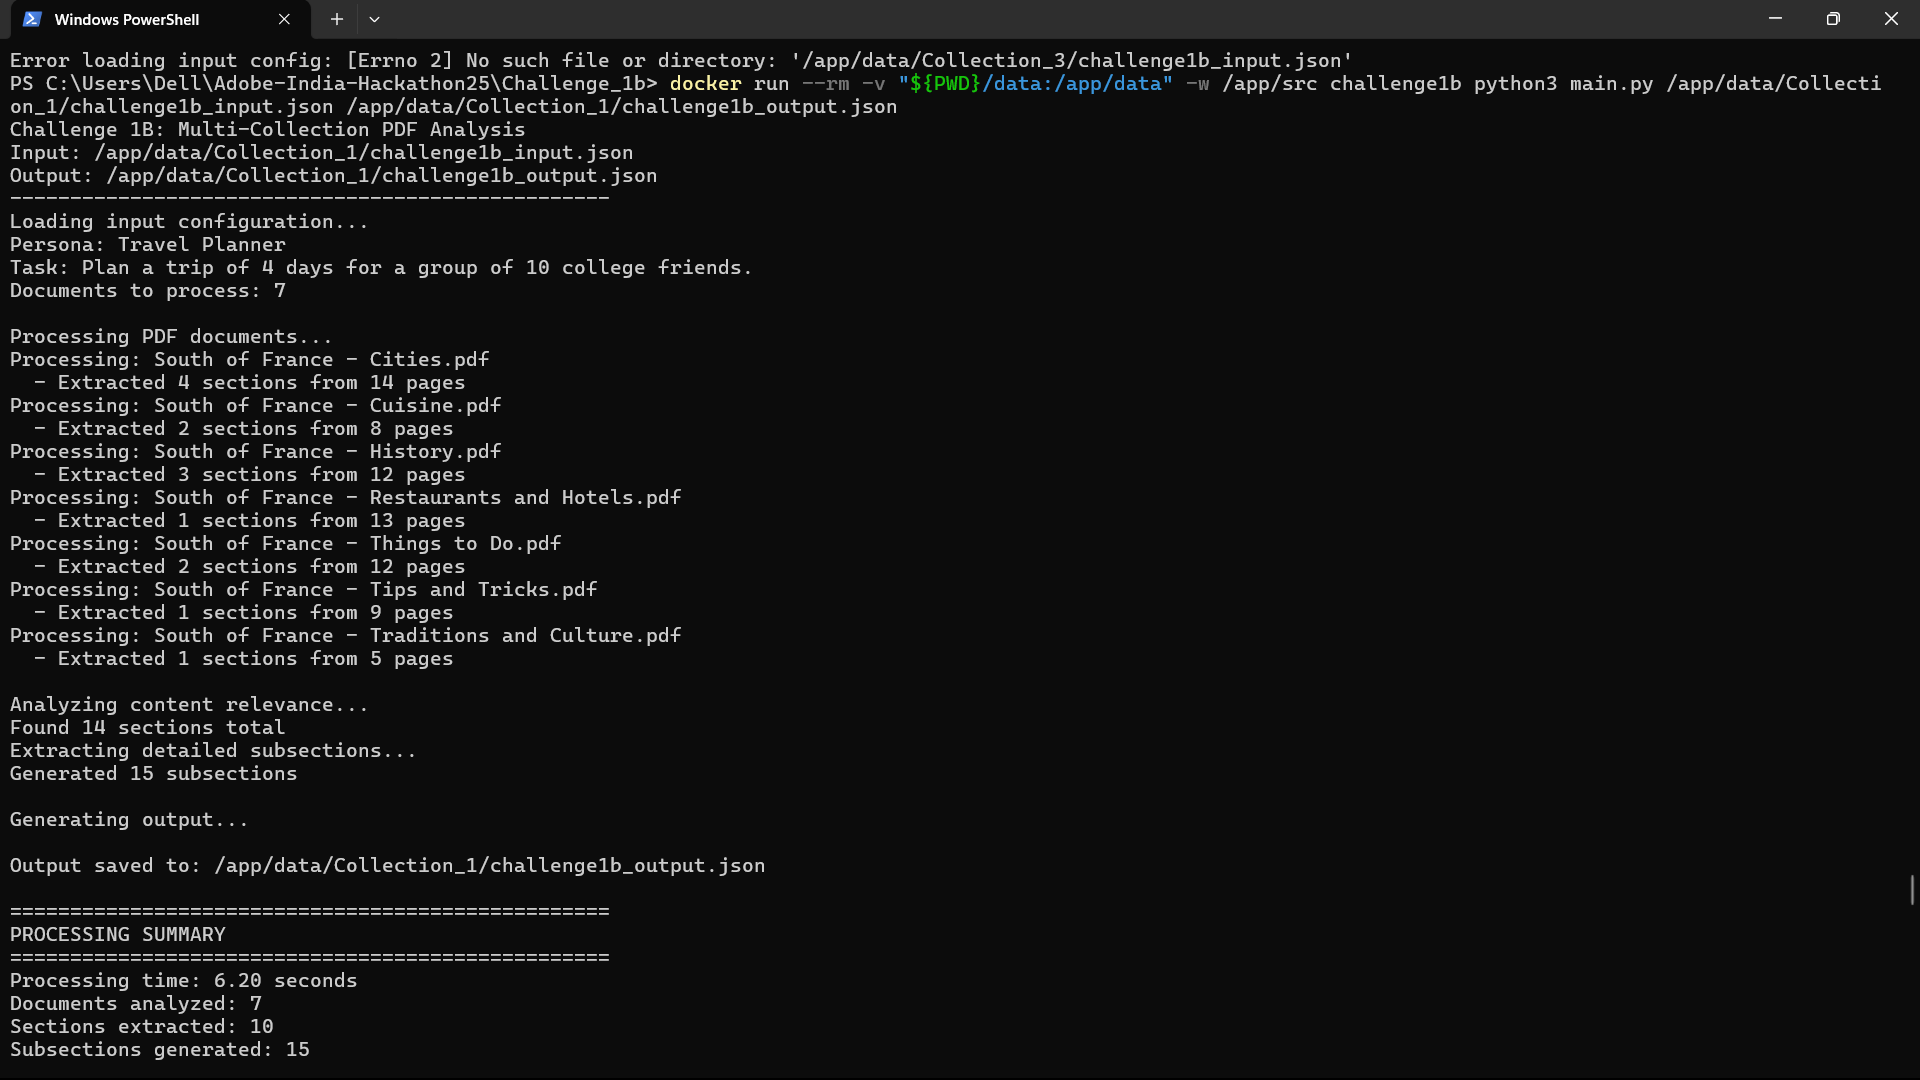 Windows PowerShell
Error loading input config: [Errno 2] No such file or directory: '/app/data/Collection_3/challenge1b_input.json'
PS C:\Users\Dell\Adobe-India-Hackathon25\Challenge_1b> docker run --rm -v "${PWD}/data:/app/data" -w /app/src challenge1b python3 main.py /app/data/Collecti
on_1/challenge1b_input.json /app/data/Collection_1/challenge1b_output.json
Challenge 1B: Multi-Collection PDF Analysis
Input: /app/data/Collection_1/challenge1b_input.json
Output: /app/data/Collection_1/challenge1b_output.json
--------------------------------------------------
Loading input configuration...
Persona: Travel Planner
Task: Plan a trip of 4 days for a group of 10 college friends.
Documents to process: 7
Processing PDF documents...
Processing: South of France - Cities.pdf
  - Extracted 4 sections from 14 pages
Processing: South of France - Cuisine.pdf
  - Extracted 2 sections from 8 pages
Processing: South of France - History.pdf
  - Extracted 3 sections from 12 pages
Processing: South of France - Restaurants and Hotels.pdf
  - Extracted 1 sections from 13 pages
Processing: South of France - Things to Do.pdf
  - Extracted 2 sections from 12 pages
Processing: South of France - Tips and Tricks.pdf
  - Extracted 1 sections from 9 pages
Processing: South of France - Traditions and Culture.pdf
  - Extracted 1 sections from 5 pages
Analyzing content relevance...
Found 14 sections total
Extracting detailed subsections...
Generated 15 subsections
Generating output...
Output saved to: /app/data/Collection_1/challenge1b_output.json
==================================================
PROCESSING SUMMARY
==================================================
Processing time: 6.20 seconds
Documents analyzed: 7
Sections extracted: 10
Subsections generated: 15